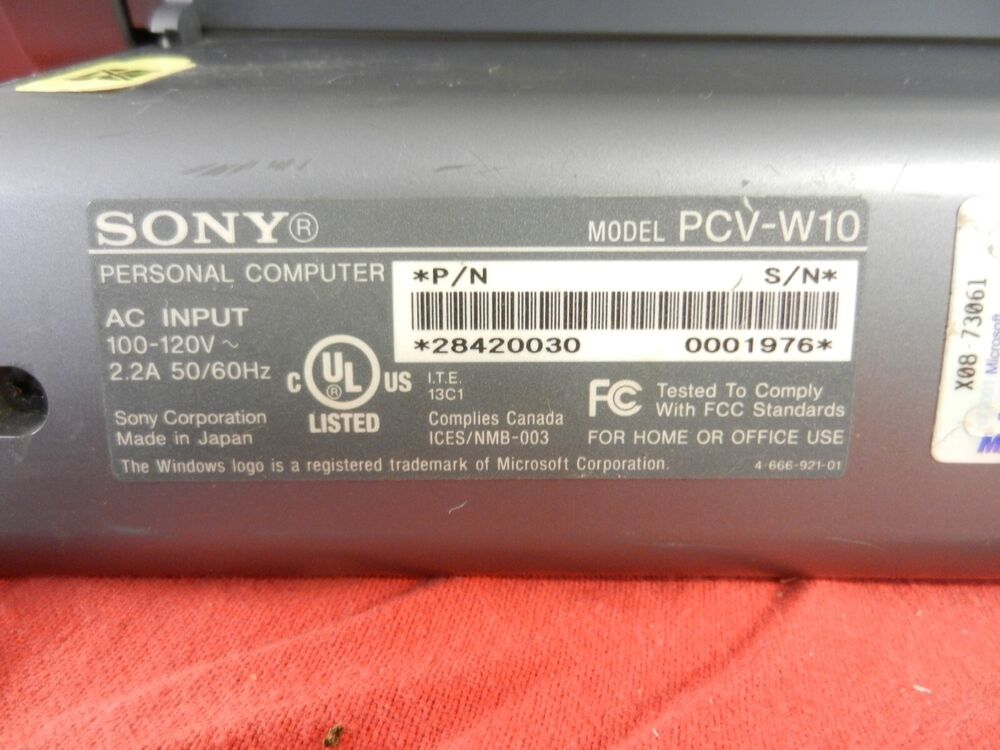 SONY®
MODEL PCV-W10
PERSONAL COMPUTER
*P/N S/N*
*28420030 0001976*
AC INPUT
100-120V ~
2.2A 50/60Hz
C UL® US
LISTED
I.T.E.
13C1
FC Tested To Comply
With FCC Standards
Sony Corporation
Made in Japan
Complies Canada
ICES/NMB-003
FOR HOME OR OFFICE USE
The Windows logo is a registered trademark of Microsoft Corporation.
4-666-921-01
X08-73061
Microsoft